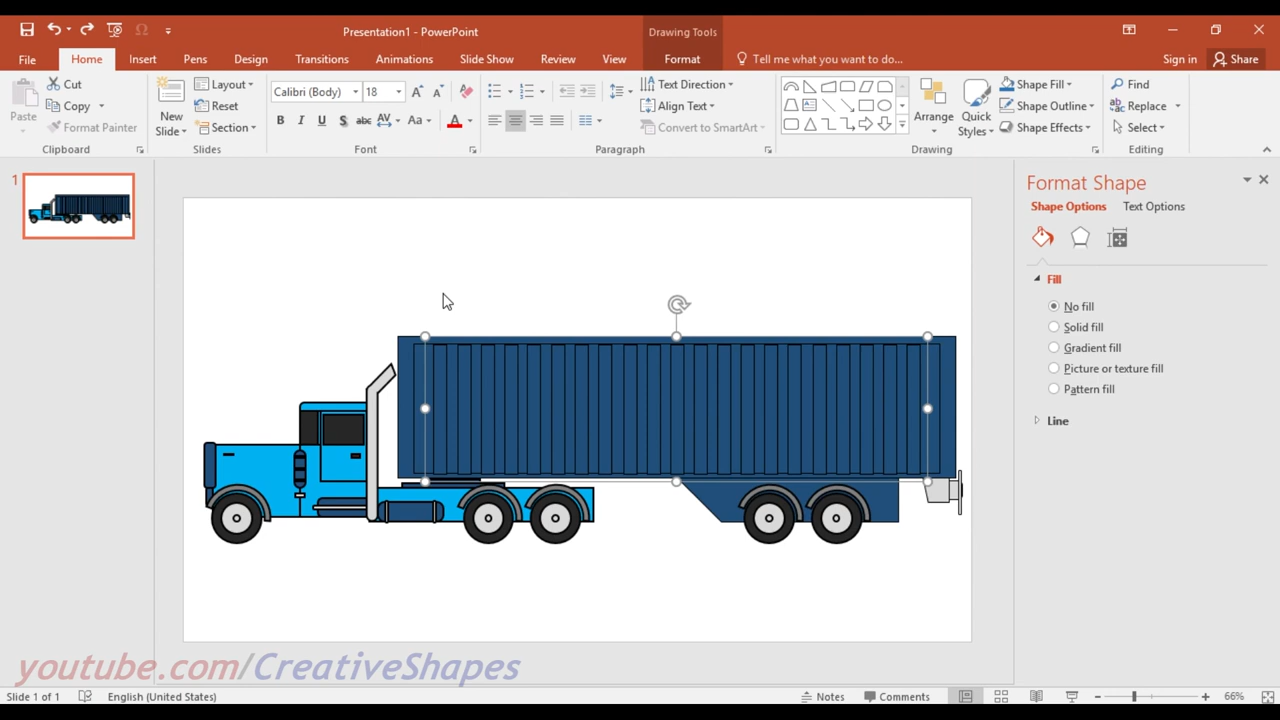 Presentation1 - PowerPoint
Drawing Tools
File Home Insert Pens Design Transitions Animations Slide Show Review View Format Tell me what you want to do... Sign in Share
Paste
Cut
Copy
Format Painter
Clipboard
New Slide
Layout
Reset
Section
Slides
Calibri (Body) 18
B I U S abc AV Aa A
Font
Text Direction
Align Text
Convert to SmartArt
Paragraph
Arrange
Quick Styles
Shape Fill
Shape Outline
Shape Effects
Drawing
Find
Replace
Select
Editing
1
Format Shape
Shape Options Text Options
Fill
No fill
Solid fill
Gradient fill
Picture or texture fill
Pattern fill
Line
youtube.com/CreativeShapes
Slide 1 of 1 English (United States) Notes Comments 66%